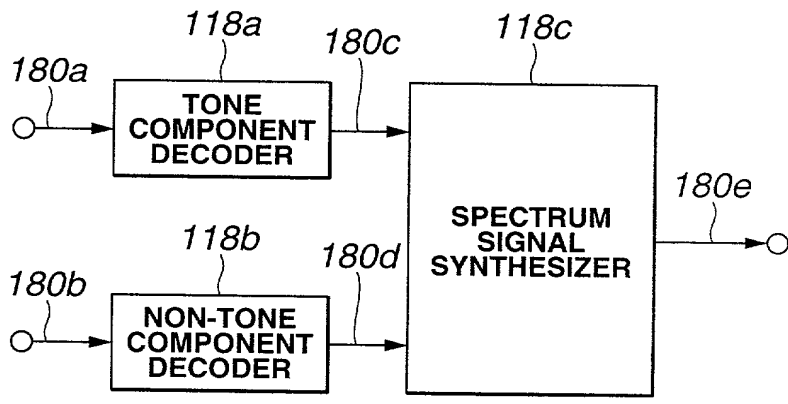 118a
180c
118c
180a
TONE
COMPONENT
DECODER
180e
SPECTRUM
SIGNAL
SYNTHESIZER
118b
180d
180b
NON-TONE
COMPONENT
DECODER